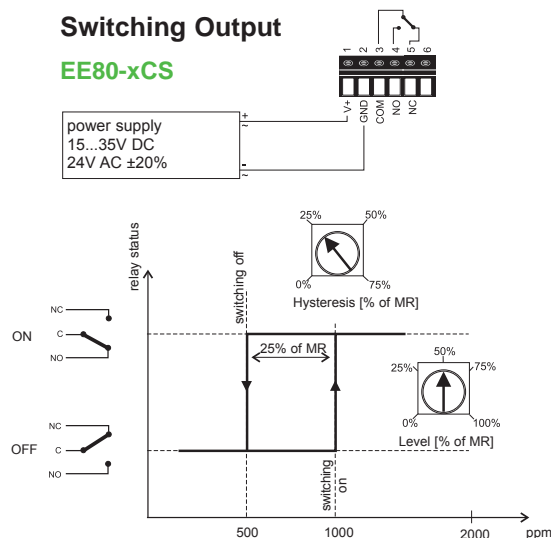 Switching Output
EE80-xCS
1 2 3 4 5 6
V+ GND COM NO NC
power supply
15...35V DC
24V AC ±20%
+
~
-
~
25% 50%
0% 75%
Hysteresis [% of MR]
relay status
switching off
NC
ON C
NO
25% of MR
50%
25% 75%
0% 100%
Level [% of MR]
NC
OFF C
NO
switching
on
500 1000 2000 ppm